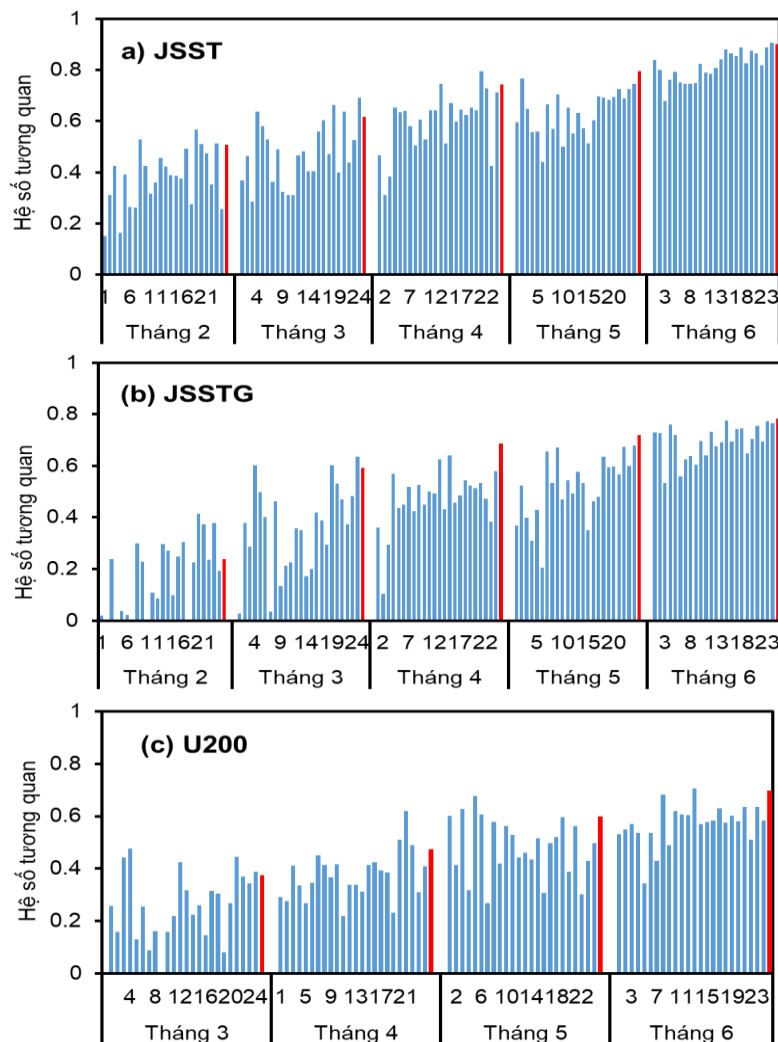 a) JSST
Hệ số tương quan
1
0.8
0.6
0.4
0.2
0
1 6 11 16 21 4 9 14 19 24 2 7 12 17 22 5 10 15 20 3 8 13 18 23
Tháng 2 Tháng 3 Tháng 4 Tháng 5 Tháng 6
(b) JSSTG
Hệ số tương quan
1
0.8
0.6
0.4
0.2
0
1 6 11 16 21 4 9 14 19 24 2 7 12 17 22 5 10 15 20 3 8 13 18 23
Tháng 2 Tháng 3 Tháng 4 Tháng 5 Tháng 6
(c) U200
Hệ số tương quan
1
0.8
0.6
0.4
0.2
0
4 8 12 16 20 24 1 5 9 13 17 21 2 6 10 14 18 22 3 7 11 15 19 23
Tháng 3 Tháng 4 Tháng 5 Tháng 6